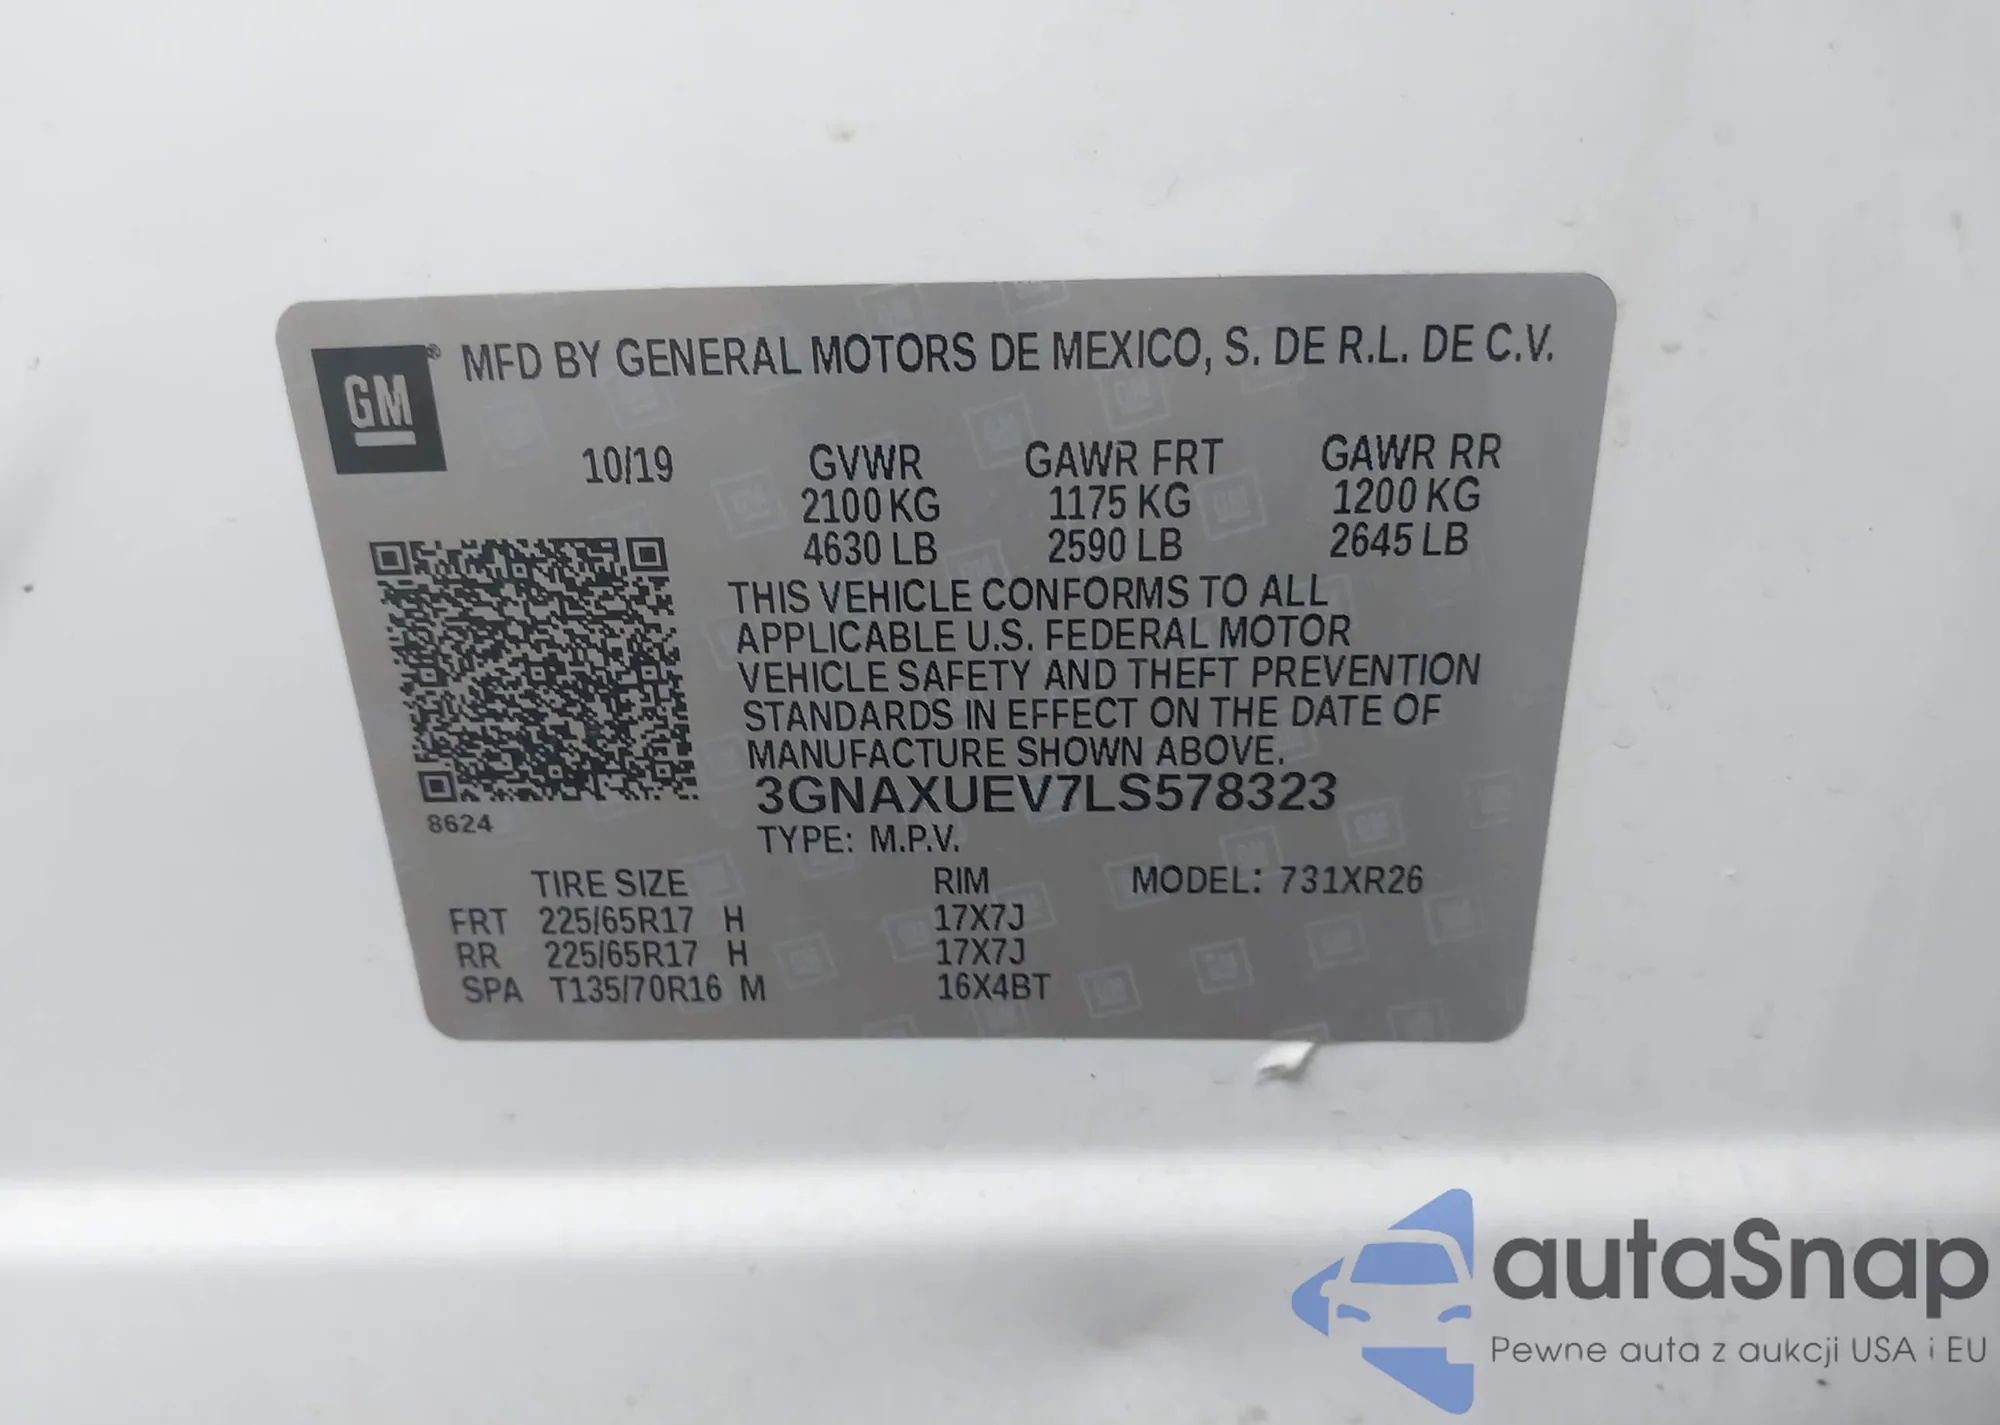 GM
® MFD BY GENERAL MOTORS DE MEXICO, S. DE R.L. DE C.V.
10/19 GVWR GAWR FRT GAWR RR
2100 KG 1175 KG 1200 KG
4630 LB 2590 LB 2645 LB
THIS VEHICLE CONFORMS TO ALL
APPLICABLE U.S. FEDERAL MOTOR
VEHICLE SAFETY AND THEFT PREVENTION
STANDARDS IN EFFECT ON THE DATE OF
MANUFACTURE SHOWN ABOVE.
3GNAXUEV7LS578323
8624
TYPE: M.P.V.
TIRE SIZE RIM MODEL: 731XR26
FRT 225/65R17 H 17X7J
RR 225/65R17 H 17X7J
SPA T135/70R16 M 16X4BT
autaSnap
Pewne auta z aukcji USA i EU